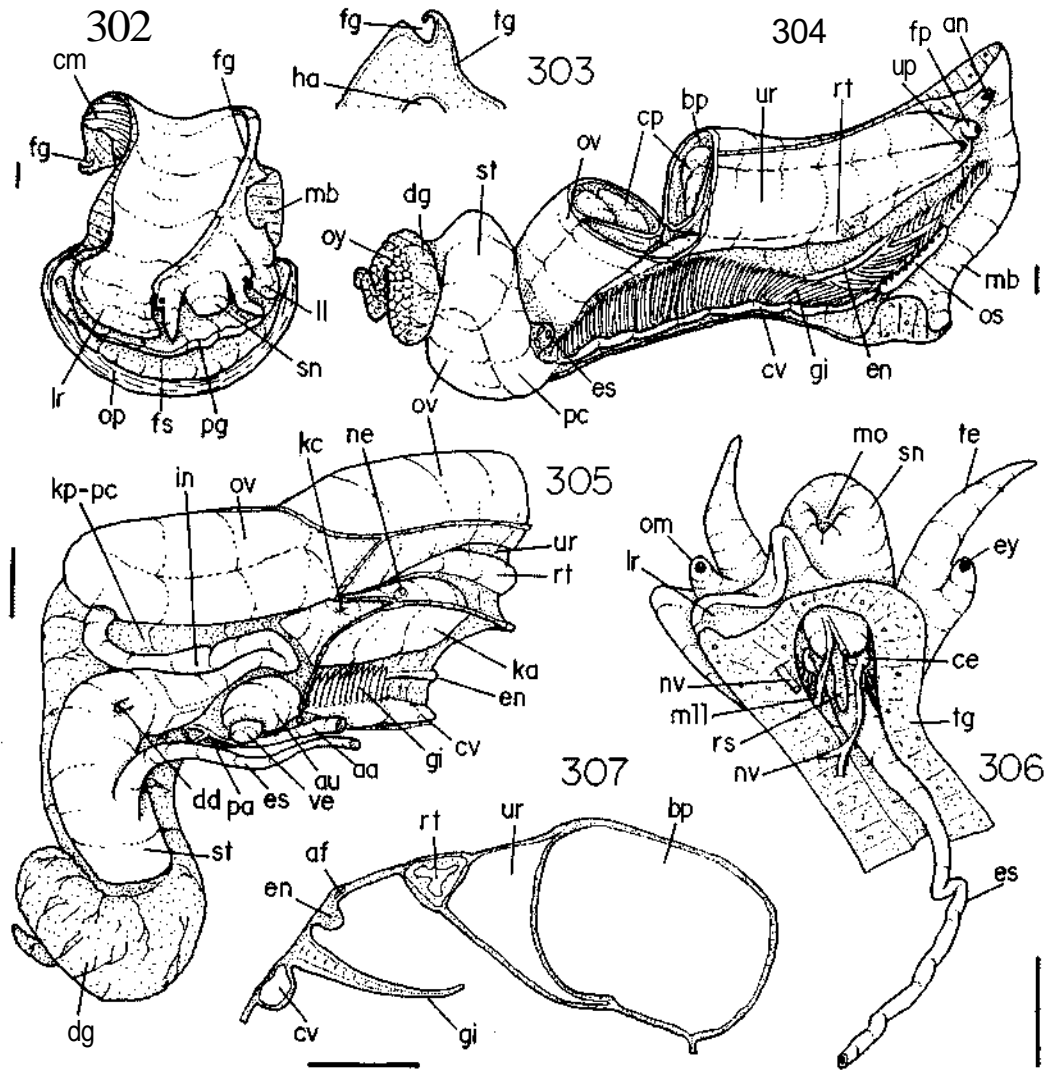 302
cm
fg
fg
mb
ll
sn
lr
op
fs
pg
303
fg
tg
ha
304
an
fp
up
rt
ur
bp
cp
ov
st
dg
oy
mb
os
en
gi
cv
es
pc
ov
305
kp-pc
in
ov
kc
ne
ov
ur
rt
ka
en
cv
gi
aa
au
ve
es
pa
dd
st
dg
306
mo
sn
te
om
ey
lr
ce
nv
mll
tg
rs
nv
es
307
bp
ur
rt
af
en
cv
gi